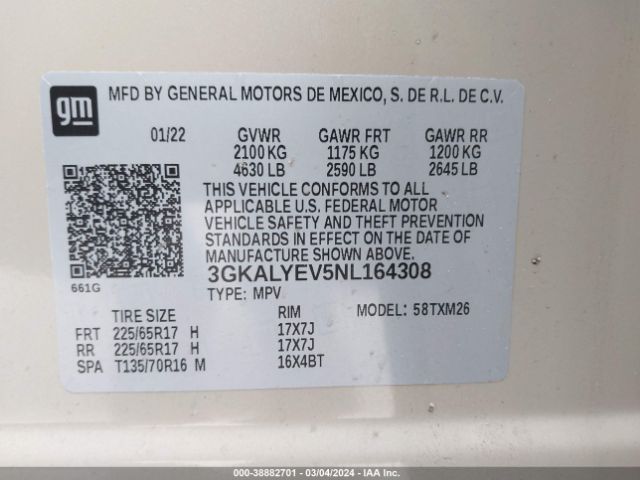 gm
MFD BY GENERAL MOTORS DE MEXICO, S. DE R.L. DE C.V.
01/22 GVWR GAWR FRT GAWR RR
2100 KG 1175 KG 1200 KG
4630 LB 2590 LB 2645 LB
THIS VEHICLE CONFORMS TO ALL
APPLICABLE U.S. FEDERAL MOTOR
VEHICLE SAFETY AND THEFT PREVENTION
STANDARDS IN EFFECT ON THE DATE OF
MANUFACTURE SHOWN ABOVE.
3GKALYEV5NL164308
661G
TYPE: MPV
MODEL: 58TXM26
TIRE SIZE RIM
FRT 225/65R17 H 17X7J
RR 225/65R17 H 17X7J
SPA T135/70R16 M 16X4BT
000-38882701 - 03/04/2024 - IAA Inc.